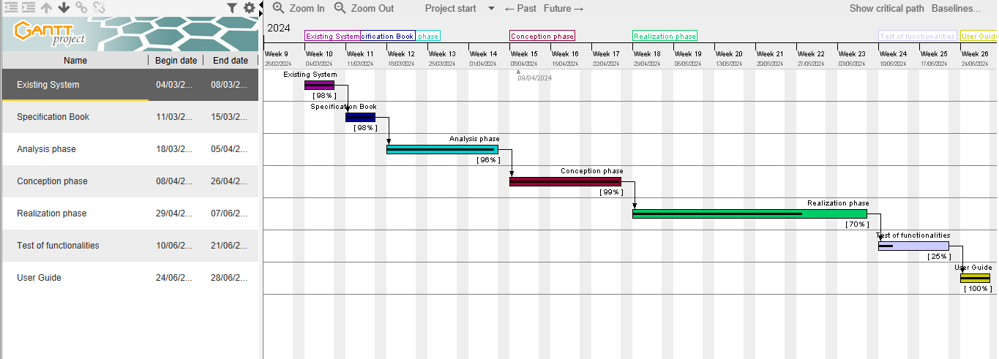 Zoom In Zoom Out Project start ← Past Future → Show critical path Baselines...
GANTT
project
2024
Existing System cification Book phase Conception phase Realization phase Test of functionalities User Guide
Name Begin date End date
Week 9 Week 10 Week 11 Week 12 Week 13 Week 14 Week 15 Week 16 Week 17 Week 18 Week 19 Week 20 Week 21 Week 22 Week 23 Week 24 Week 25 Week 26
26/02/2024 04/03/2024 11/03/2024 18/03/2024 25/03/2024 01/04/2024 08/04/2024 15/04/2024 22/04/2024 29/04/2024 06/05/2024 13/05/2024 20/05/2024 27/05/2024 03/06/2024 10/06/2024 17/06/2024 24/06/2024
09/04/2024
Existing System 04/03/2... 08/03/2...
Existing System
[ 98% ]
Specification Book 11/03/2... 15/03/2...
Specification Book
[ 98% ]
Analysis phase 18/03/2... 05/04/2...
Analysis phase
[ 96% ]
Conception phase 08/04/2... 26/04/2...
Conception phase
[ 99% ]
Realization phase 29/04/2... 07/06/2...
Realization phase
[ 70% ]
Test of functionalities 10/06/2... 21/06/2...
Test of functionalities
[ 25% ]
User Guide 24/06/2... 28/06/2...
User Guide
[ 100% ]